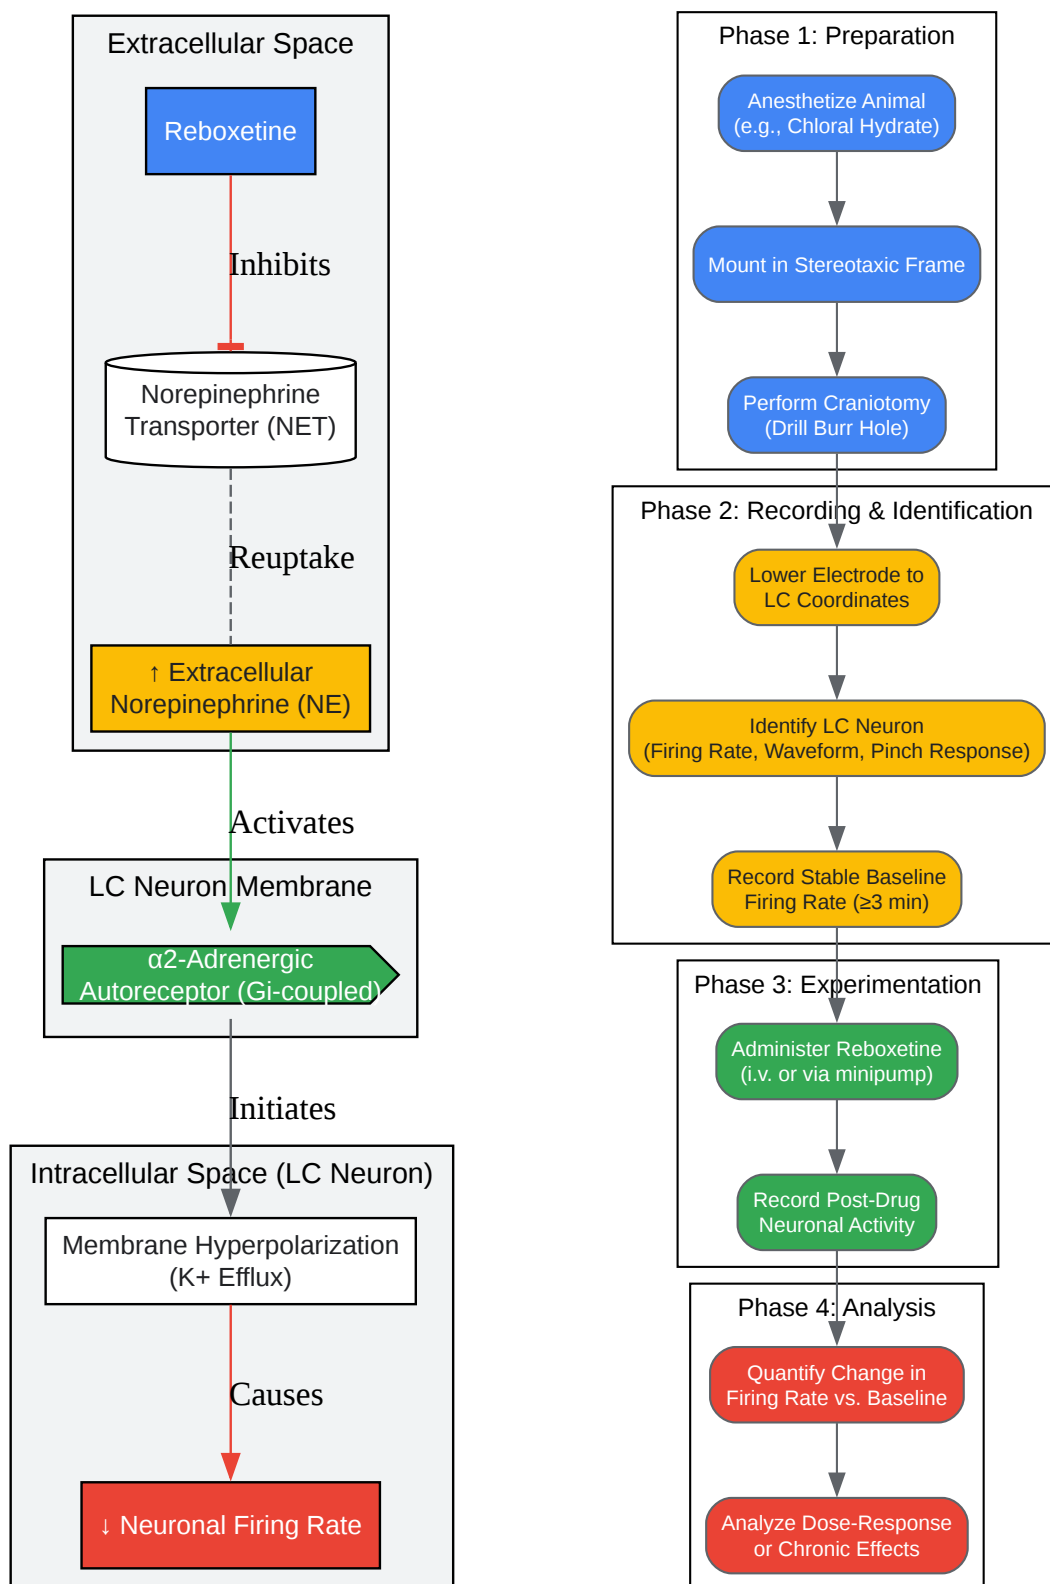 Extracellular Space
Reboxetine
Inhibits
Norepinephrine
Transporter (NET)
Reuptake
↑ Extracellular
Norepinephrine (NE)
Activates
LC Neuron Membrane
α2-Adrenergic
Autoreceptor (Gi-coupled)
Initiates
Intracellular Space (LC Neuron)
Membrane Hyperpolarization
(K+ Efflux)
Causes
↓ Neuronal Firing Rate
Phase 1: Preparation
Anesthetize Animal
(e.g., Chloral Hydrate)
Mount in Stereotaxic Frame
Perform Craniotomy
(Drill Burr Hole)
Phase 2: Recording & Identification
Lower Electrode to
LC Coordinates
Identify LC Neuron
(Firing Rate, Waveform, Pinch Response)
Record Stable Baseline
Firing Rate (≥3 min)
Phase 3: Experimentation
Administer Reboxetine
(i.v. or via minipump)
Record Post-Drug
Neuronal Activity
Phase 4: Analysis
Quantify Change in
Firing Rate vs. Baseline
Analyze Dose-Response
or Chronic Effects